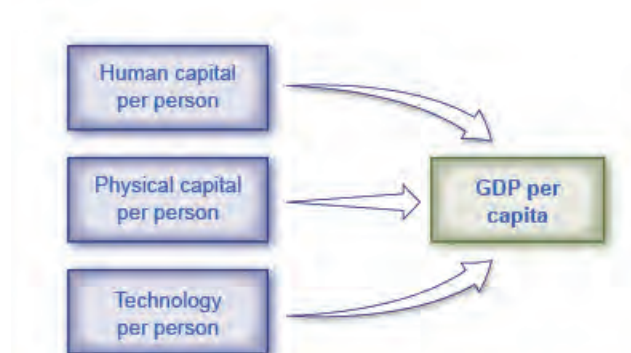 Human capital
per person
Physical capital
per person
GDP per
capita
Technology
per person